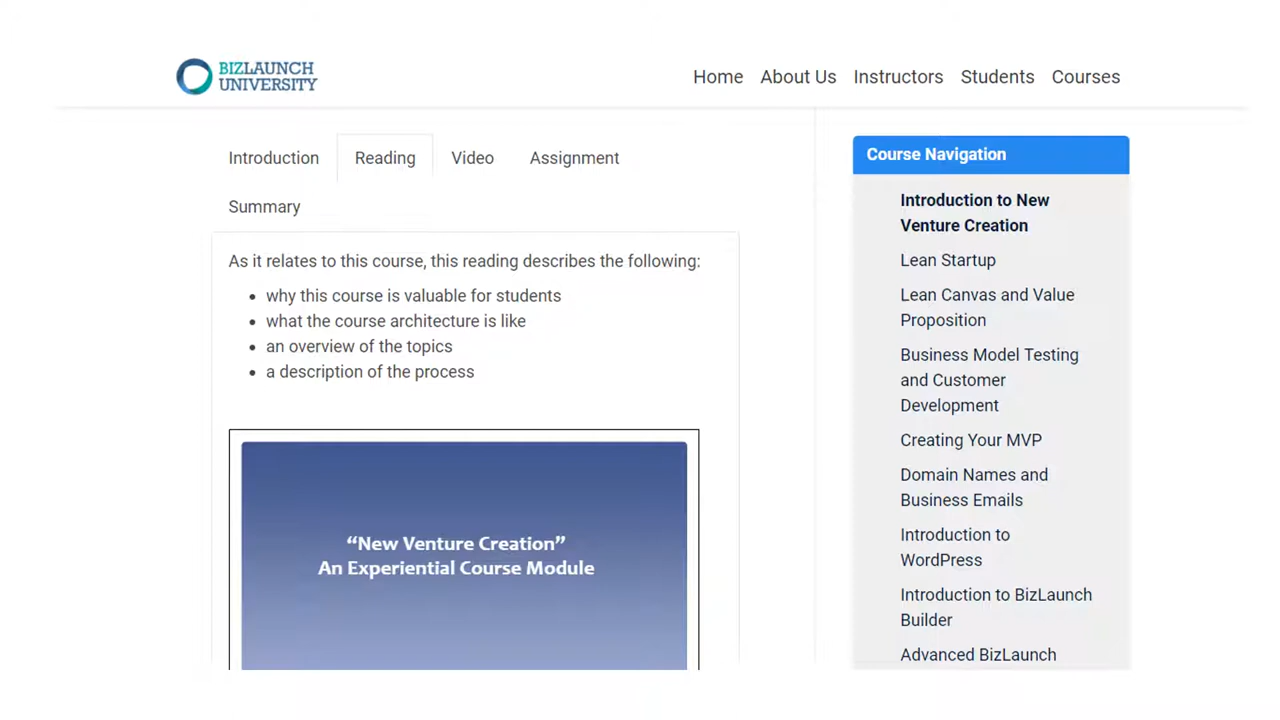 BIZLAUNCH
UNIVERSITY
Home About Us Instructors Students Courses
Introduction Reading Video Assignment
Summary
As it relates to this course, this reading describes the following:
• why this course is valuable for students
• what the course architecture is like
• an overview of the topics
• a description of the process
“New Venture Creation”
An Experiential Course Module
Course Navigation
Introduction to New
Venture Creation
Lean Startup
Lean Canvas and Value
Proposition
Business Model Testing
and Customer
Development
Creating Your MVP
Domain Names and
Business Emails
Introduction to
WordPress
Introduction to BizLaunch
Builder
Advanced BizLaunch